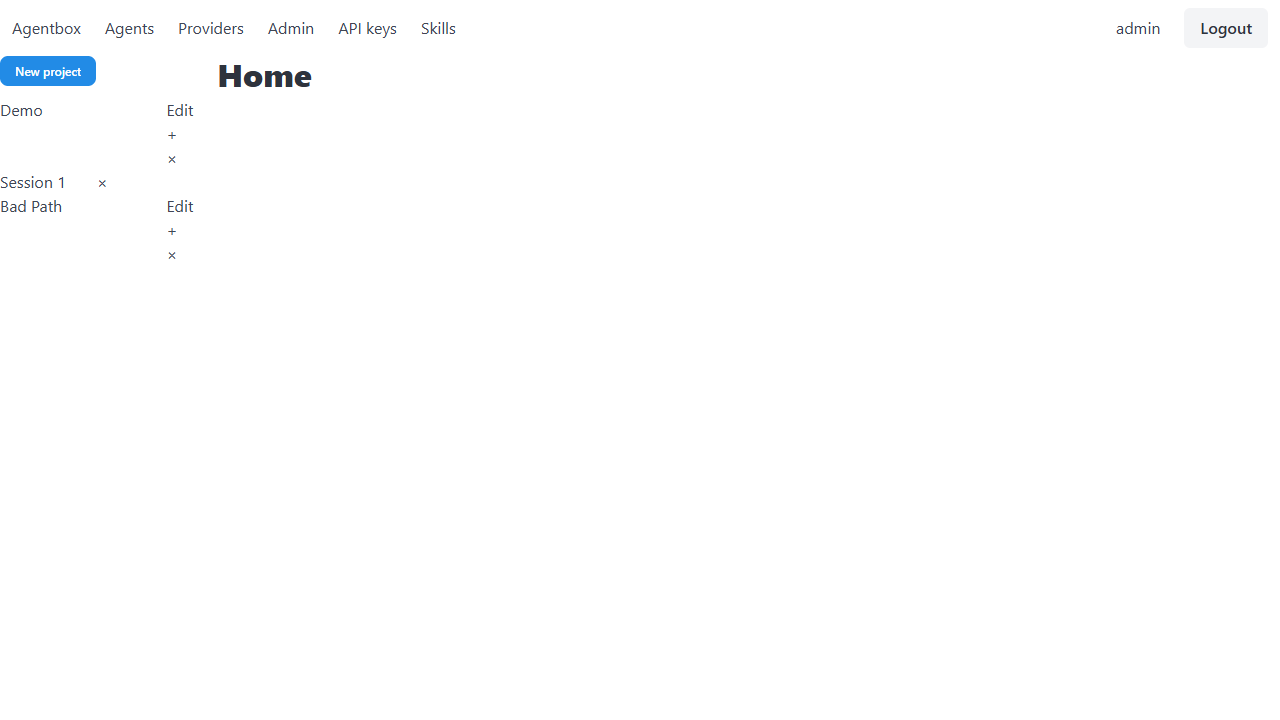 Agentbox Agents Providers Admin API keys Skills admin Logout
New project
Home
Demo Edit
+
×
Session 1 ×
Bad Path Edit
+
×